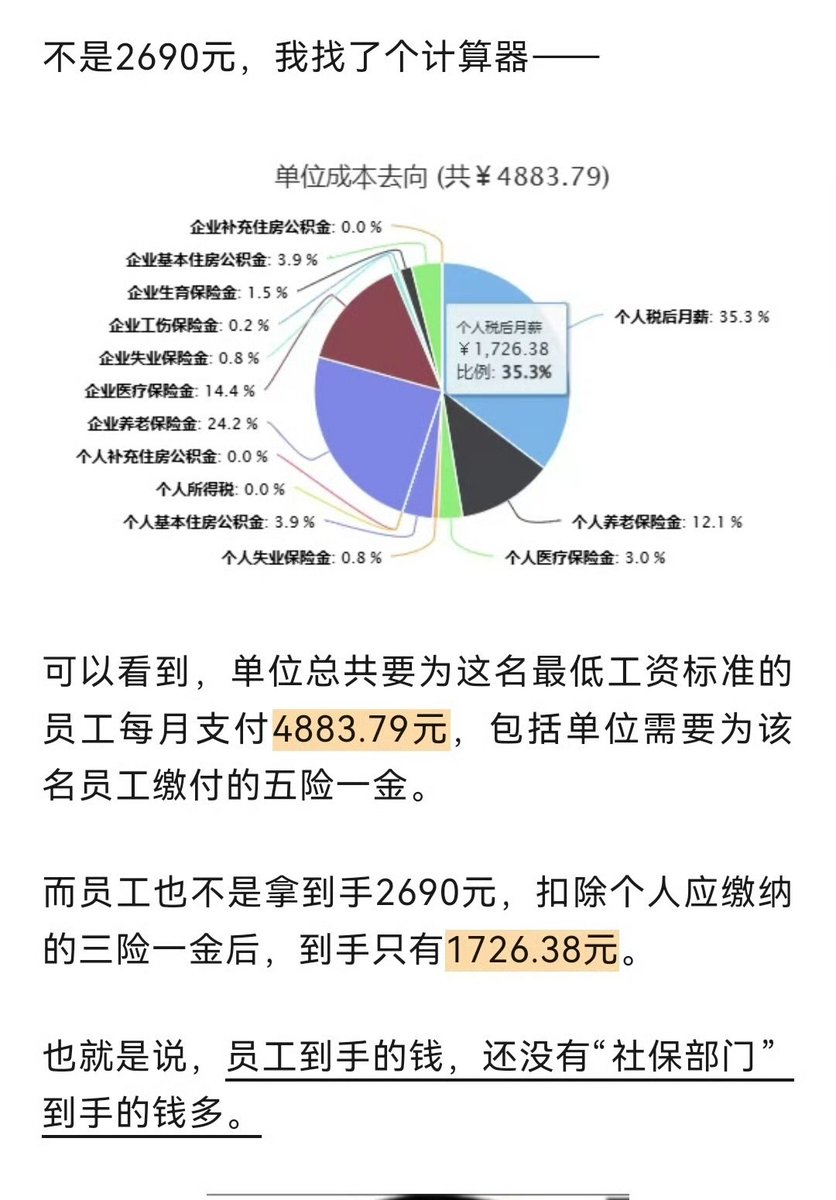 不是2690元，我找了个计算器——
单位成本去向 (共￥4883.79)
企业补充住房公积金: 0.0 %
企业基本住房公积金: 3.9 %
企业生育保险金: 1.5 %
企业工伤保险金: 0.2 %
企业失业保险金: 0.8 %
企业医疗保险金: 14.4 %
企业养老保险金: 24.2 %
个人补充住房公积金: 0.0 %
个人所得税: 0.0 %
个人基本住房公积金: 3.9 %
个人失业保险金: 0.8 %
个人税后月薪
￥1,726.38
比例: 35.3%
个人税后月薪: 35.3 %
个人养老保险金: 12.1 %
个人医疗保险金: 3.0 %
可以看到，单位总共要为这名最低工资标准的
员工每月支付4883.79元，包括单位需要为该
名员工缴付的五险一金。
而员工也不是拿到手2690元，扣除个人应缴纳
的三险一金后，到手只有1726.38元。
也就是说，员工到手的钱，还没有“社保部门”
到手的钱多。